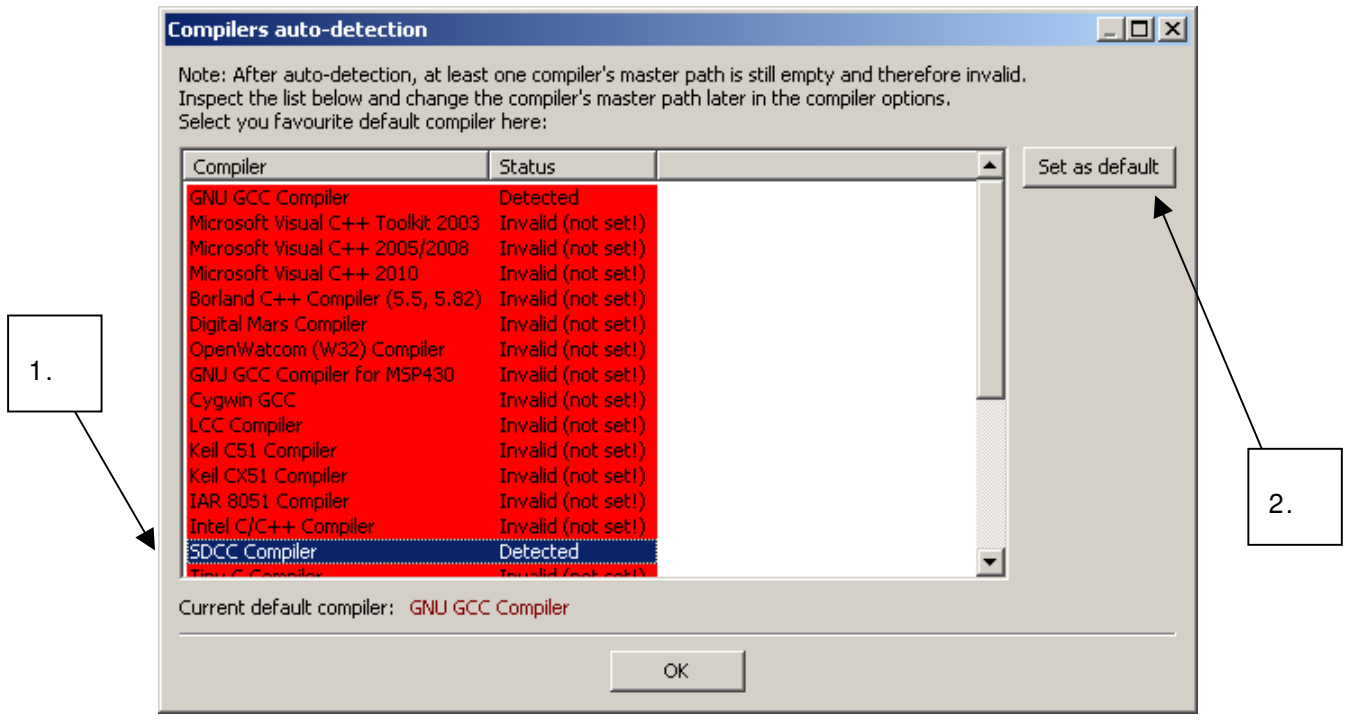 Compilers auto-detection
Note: After auto-detection, at least one compiler's master path is still empty and therefore invalid.
Inspect the list below and change the compiler's master path later in the compiler options.
Select you favourite default compiler here:
Compiler Status
Set as default
GNU GCC Compiler Detected
Microsoft Visual C++ Toolkit 2003 Invalid (not set!)
Microsoft Visual C++ 2005/2008 Invalid (not set!)
Microsoft Visual C++ 2010 Invalid (not set!)
Borland C++ Compiler (5.5, 5.82) Invalid (not set!)
Digital Mars Compiler Invalid (not set!)
OpenWatcom (W32) Compiler Invalid (not set!)
GNU GCC Compiler for MSP430 Invalid (not set!)
1.
Cygwin GCC Invalid (not set!)
LCC Compiler Invalid (not set!)
Keil C51 Compiler Invalid (not set!)
Keil CX51 Compiler Invalid (not set!)
IAR 8051 Compiler Invalid (not set!)
2.
Intel C/C++ Compiler Invalid (not set!)
SDCC Compiler Detected
Tiny C Compiler Invalid (not set!)
Current default compiler: GNU GCC Compiler
OK